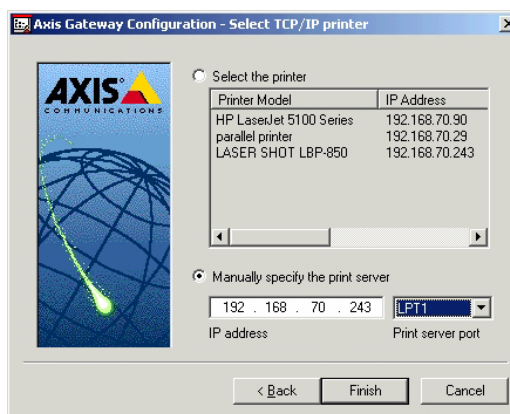 Axis Gateway Configuration - Select TCP/IP printer
AXIS
COMMUNICATIONS
Select the printer
Printer Model IP Address
HP LaserJet 5100 Series 192.168.70.90
parallel printer 192.168.70.29
LASER SHOT LBP-850 192.168.70.243
Manually specify the print server
192 . 168 . 70 . 243 LPT1
IP address Print server port
< Back Finish Cancel